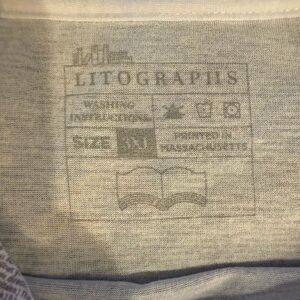 LITOGRAPHS
WASHING
INSTRUCTIONS
SIZE 3XL
PRINTED IN
MASSACHUSETTS